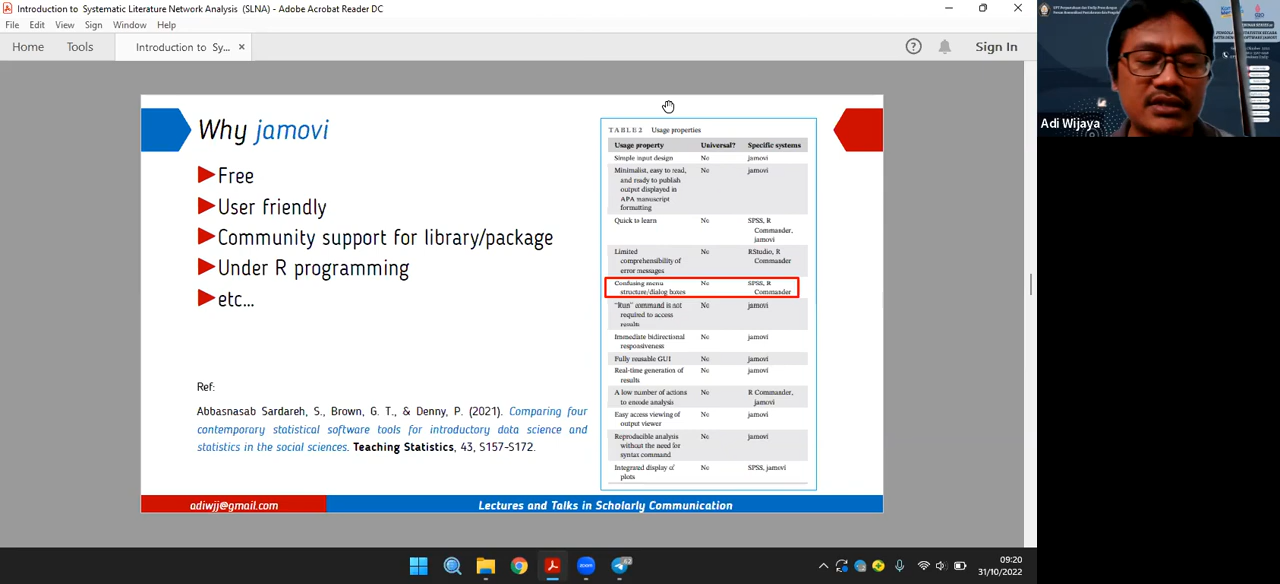 Introduction to Systematic Literature Network Analysis (SLNA) - Adobe Acrobat Reader DC
File Edit View Sign Window Help
Home Tools Introduction to Sy... × Sign In
Why jamovi
Free
User friendly
Community support for library/package
Under R programming
etc...
Ref:
Abbasnasab Sardareh, S., Brown, G. T., & Denny, P. (2021). Comparing four
contemporary statistical software tools for introductory data science and
statistics in the social sciences. Teaching Statistics, 43, S157-S172.
TABLE 2 Usage properties
Usage property Universal? Specific systems
Simple input design No jamovi
Minimalist, easy to read, No jamovi
and ready to publish
output displayed in
APA manuscript
formatting
Quick to learn No SPSS, R
Commander,
jamovi
Limited No RStudio, R
comprehensibility of Commander
error messages
Confusing menu No SPSS, R
structure/dialog boxes Commander
"Run" command is not No jamovi
required to access
results
Immediate bidirectional No jamovi
responsiveness
Fully reusable GUI No jamovi
Real-time generation of No jamovi
results
A low number of actions No R Commander,
to encode analysis jamovi
Easy access viewing of No jamovi
output viewer
Reproducible analysis No jamovi
without the need for
syntax command
Integrated display of No SPSS, jamovi
plots
adiwjj@gmail.com Lectures and Talks in Scholarly Communication
Adi Wijaya
zoom
09:20
31/10/2022